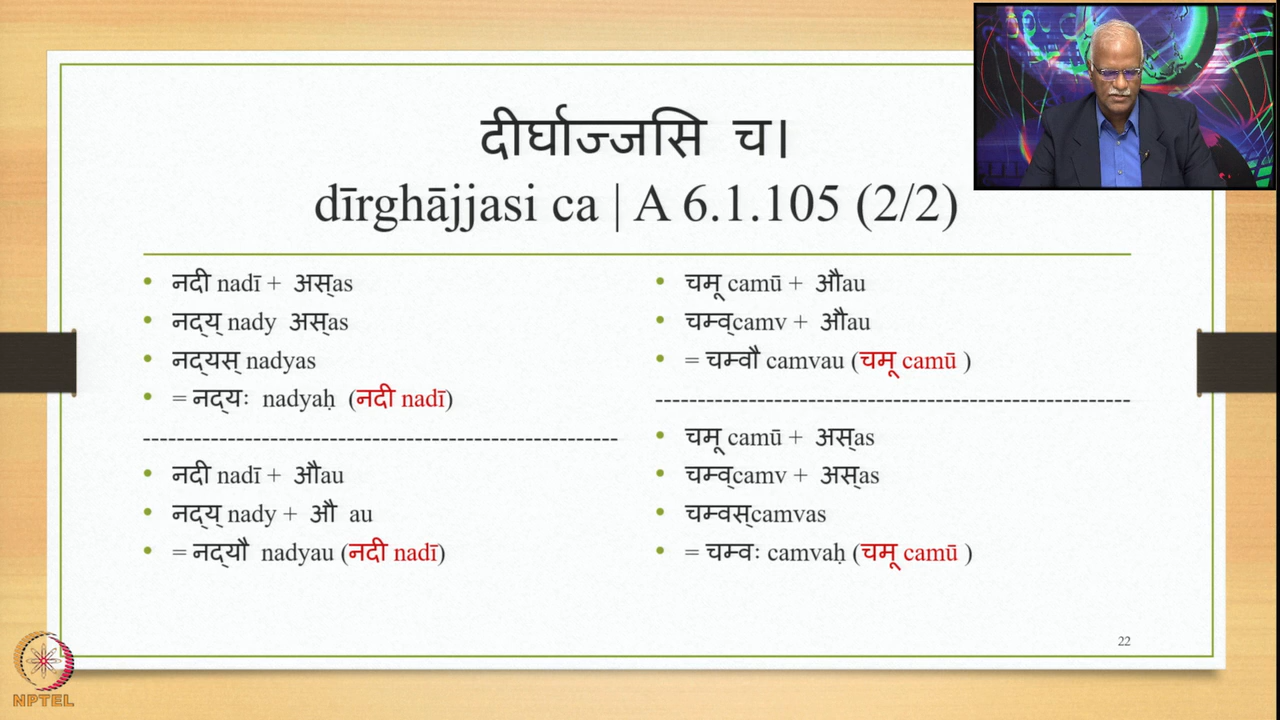 दीर्घाज्जसि च।
dīrghājjasi ca | A 6.1.105 (2/2)
• नदी nadī + अस्as
• नद्‌य् nady अस्as
• नद्‌यस् nadyas
• = नद्‌यः nadyaḥ (नदी nadī)
--------------------------------------------------------
• नदी nadī + औau
• नद्‌य् nady + औ au
• = नद्‌यौ nadyau (नदी nadī)
• चमू camū + औau
• चम्व्camv + औau
• = चम्वौ camvau (चमू camū )
--------------------------------------------------------
• चमू camū + अस्as
• चम्व्camv + अस्as
• चम्वस्camvas
• = चम्वः camvaḥ (चमू camū )
22
NPTEL